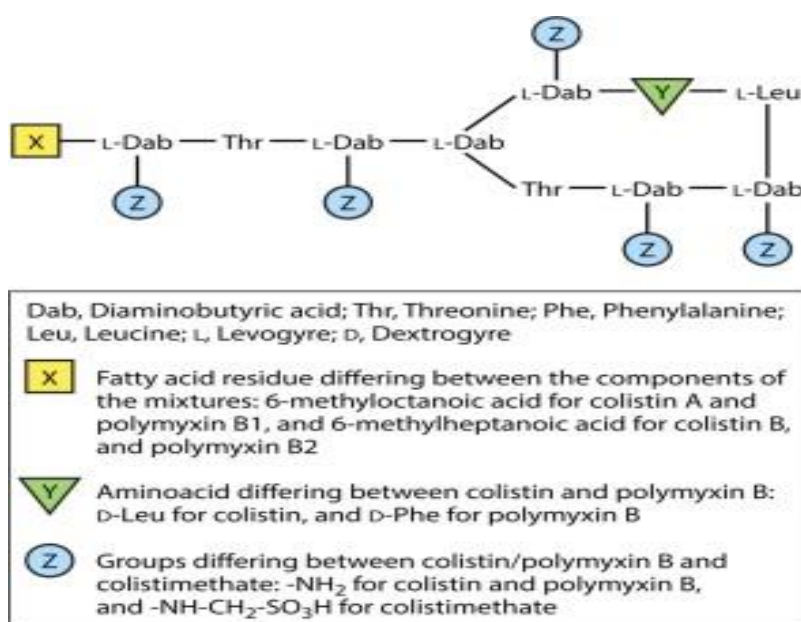 Z
L-Dab Y L-Leu
X L-Dab Thr L-Dab L-Dab
Z Z
Thr L-Dab L-Dab
Z Z
Dab, Diaminobutyric acid; Thr, Threonine; Phe, Phenylalanine;
Leu, Leucine; L, Levogyre; D, Dextrogyre
X Fatty acid residue differing between the components of
the mixtures: 6-methyloctanoic acid for colistin A and
polymyxin B1, and 6-methylheptanoic acid for colistin B,
and polymyxin B2
Y Aminoacid differing between colistin and polymyxin B:
D-Leu for colistin, and D-Phe for polymyxin B
Z Groups differing between colistin/polymyxin B and
colistimethate: -NH₂ for colistin and polymyxin B,
and -NH-CH₂-SO₃H for colistimethate